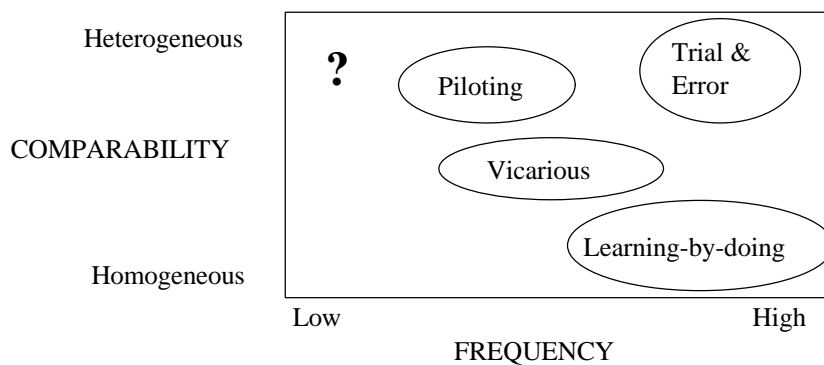 Heterogeneous
?
Piloting
Trial &
Error
COMPARABILITY
Vicarious
Learning-by-doing
Homogeneous
Low
High
FREQUENCY